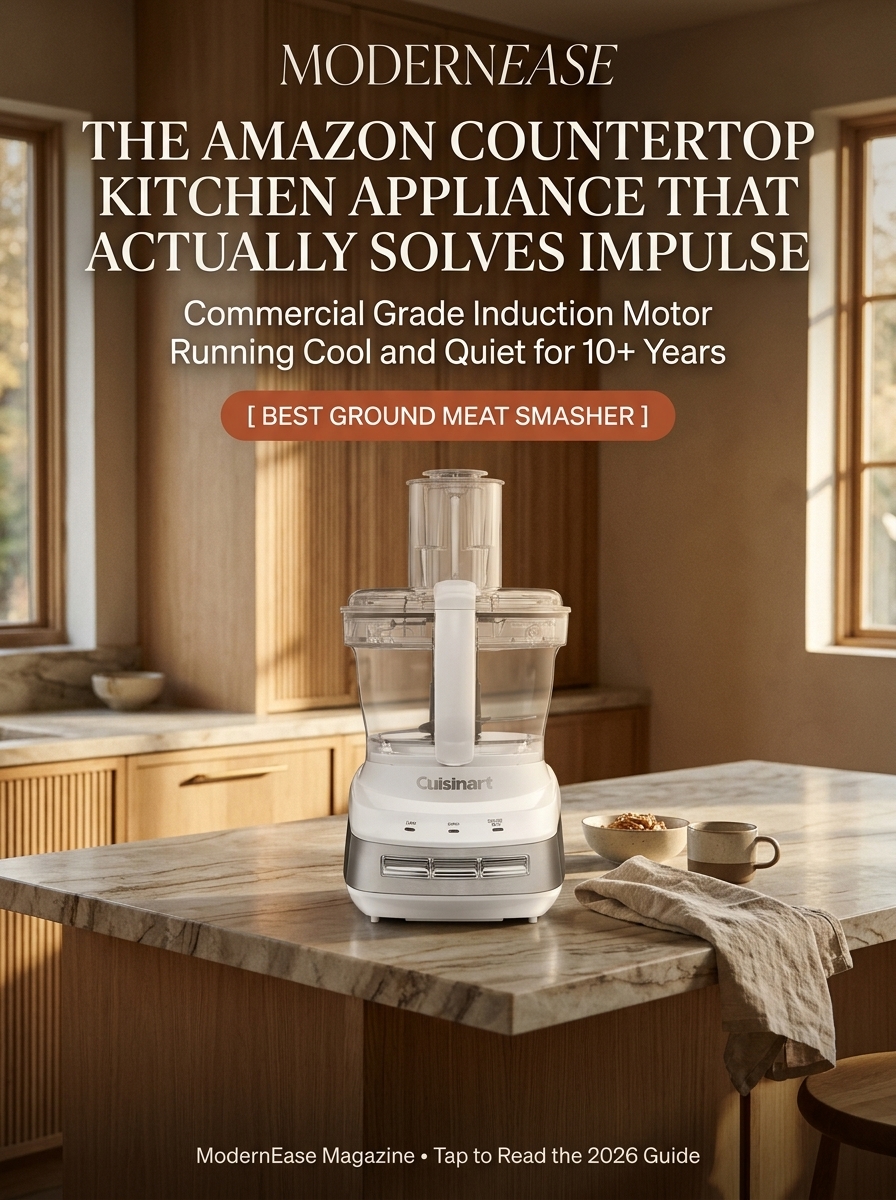 MODERNEASE
THE AMAZON COUNTERTOP
KITCHEN APPLIANCE THAT
ACTUALLY SOLVES IMPULSE
Commercial Grade Induction Motor
Running Cool and Quiet for 10+ Years
[ BEST GROUND MEAT SMASHER ]
Cuisinart
ModernEase Magazine • Tap to Read the 2026 Guide